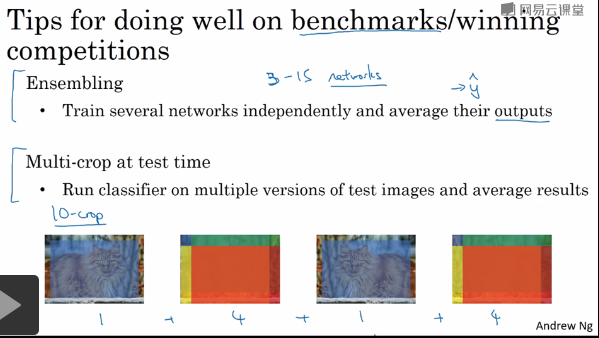 网易云课堂
Tips for doing well on benchmarks/winning
competitions
Ensembling
3-15 networks
→ ŷ
• Train several networks independently and average their outputs
Multi-crop at test time
• Run classifier on multiple versions of test images and average results
10-crop
1 + 4 + 1 + 4
Andrew Ng